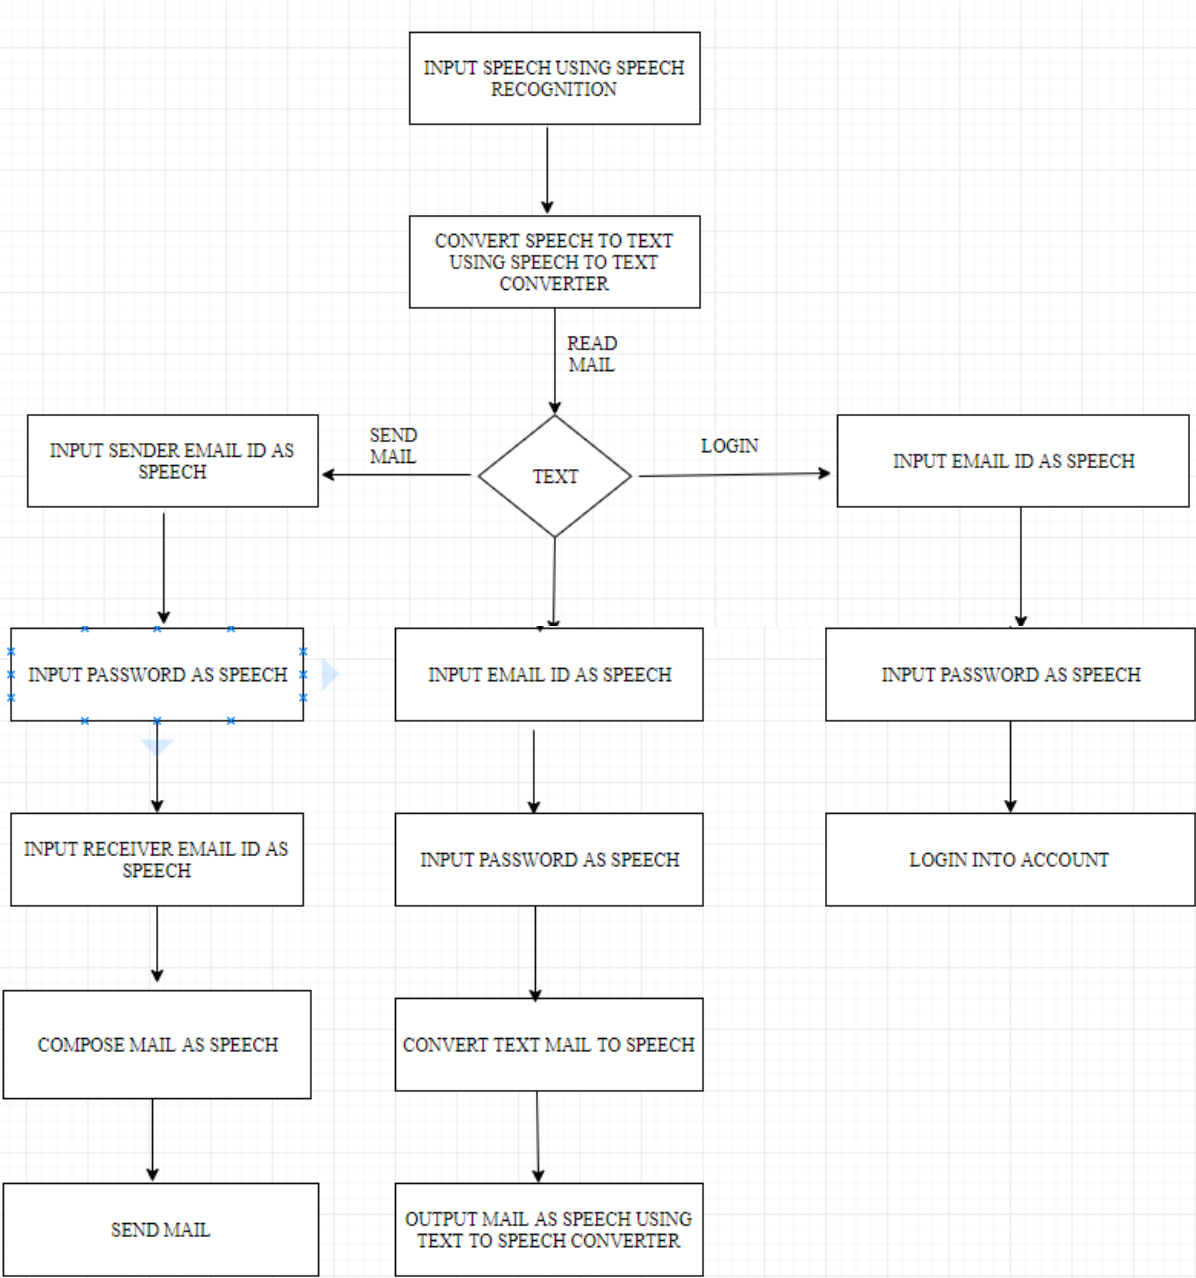 INPUT SPEECH USING SPEECH
RECOGNITION
CONVERT SPEECH TO TEXT
USING SPEECH TO TEXT
CONVERTER
READ
MAIL
SEND
MAIL
LOGIN
INPUT SENDER EMAIL ID AS
SPEECH
TEXT
INPUT EMAIL ID AS SPEECH
INPUT PASSWORD AS SPEECH
INPUT EMAIL ID AS SPEECH
INPUT PASSWORD AS SPEECH
INPUT RECEIVER EMAIL ID AS
SPEECH
INPUT PASSWORD AS SPEECH
LOGIN INTO ACCOUNT
COMPOSE MAIL AS SPEECH
CONVERT TEXT MAIL TO SPEECH
SEND MAIL
OUTPUT MAIL AS SPEECH USING
TEXT TO SPEECH CONVERTER